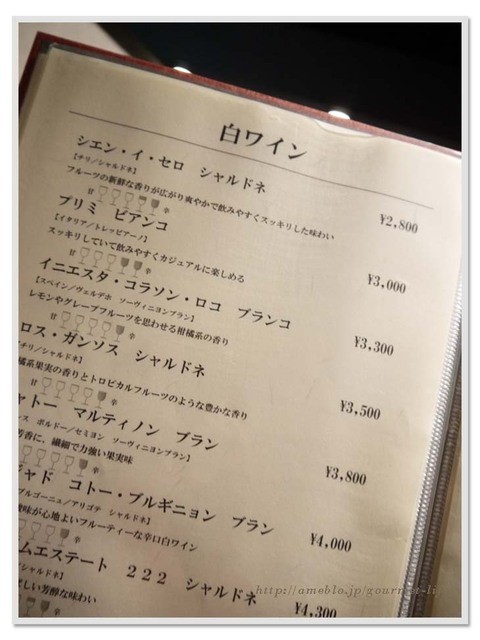 白ワイン
シエン・イ・セロ シャルドネ ¥2,800
【チリ/シャルドネ】
フルーツの新鮮な香りが広がり爽やかで飲みやすくスッキリした味わい
甘 辛
プリミ ビアンコ ¥3,000
【イタリア/トレッビアーノ】
スッキリしていて飲みやすくカジュアルに楽しめる
甘 辛
イニエスタ・コラソン・ロコ ブランコ ¥3,300
【スペイン/ヴェルデホ ソーヴィニヨンブラン】
レモンやグレープフルーツを思わせる柑橘系の香り
甘 辛
ロス・ガンソス シャルドネ ¥3,500
チリ/シャルドネ】
橘系果実の香りとトロピカルフルーツのような豊かな香り
甘 辛
ャトー マルティノン ブラン ¥3,800
ボルドー/セミヨン ソーヴィニヨンブラン】
芳香に、繊細で力強い果実味
辛
ジャド コトー・ブルギニョン ブラン ¥4,000
ブルゴーニュ/アリゴテ シャルドネ】
酸味が心地よいフルーティーな辛口白ワイン
辛
ムエステート 222 シャルドネ ¥4,300
シャルドネ】
しい芳醇な味わい
辛
http://ameblo.jp/gourmet-li